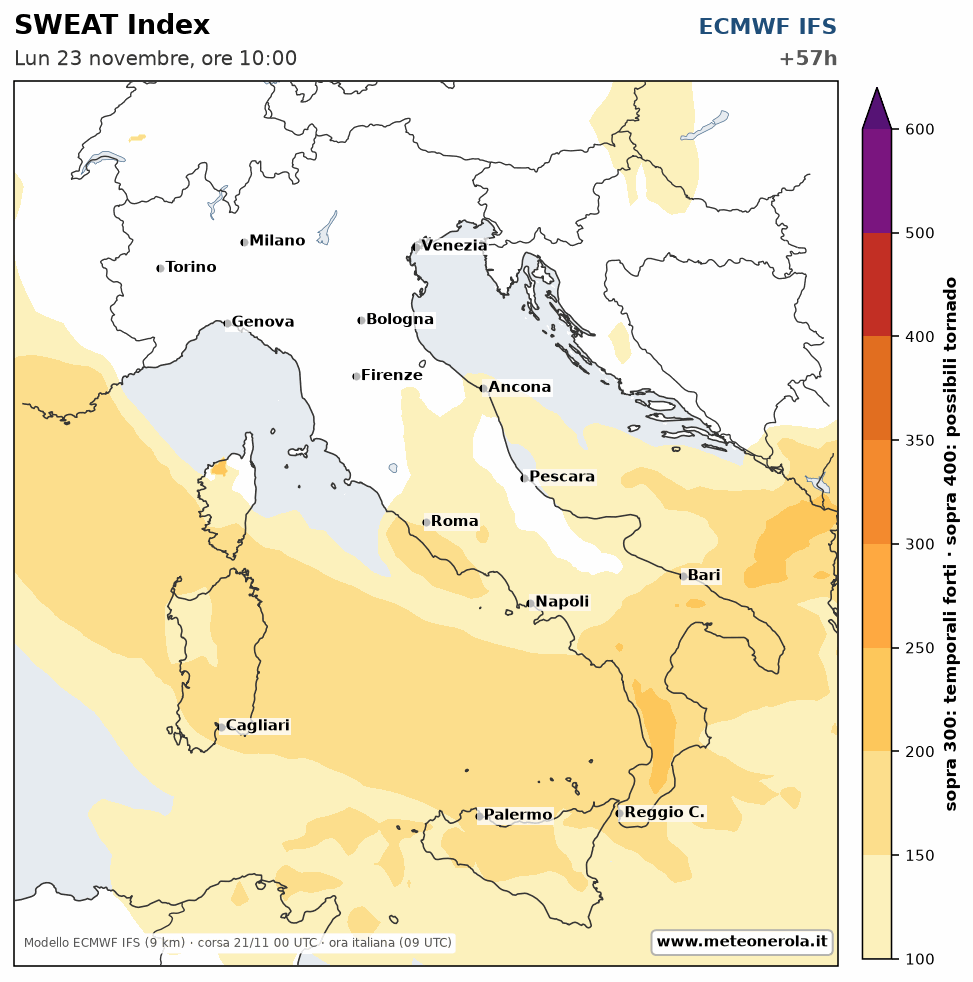 SWEAT Index
ECMWF IFS
Lun 23 novembre, ore 10:00
+57h
Milano
Venezia
Torino
Genova
Bologna
Firenze
Ancona
Pescara
Roma
Bari
Napoli
Cagliari
Palermo
Reggio C.
600
500
400
350
300
250
200
150
100
sopra 300: temporali forti · sopra 400: possibili tornado
Modello ECMWF IFS (9 km) · corsa 21/11 00 UTC · ora italiana (09 UTC)
www.meteonerola.it